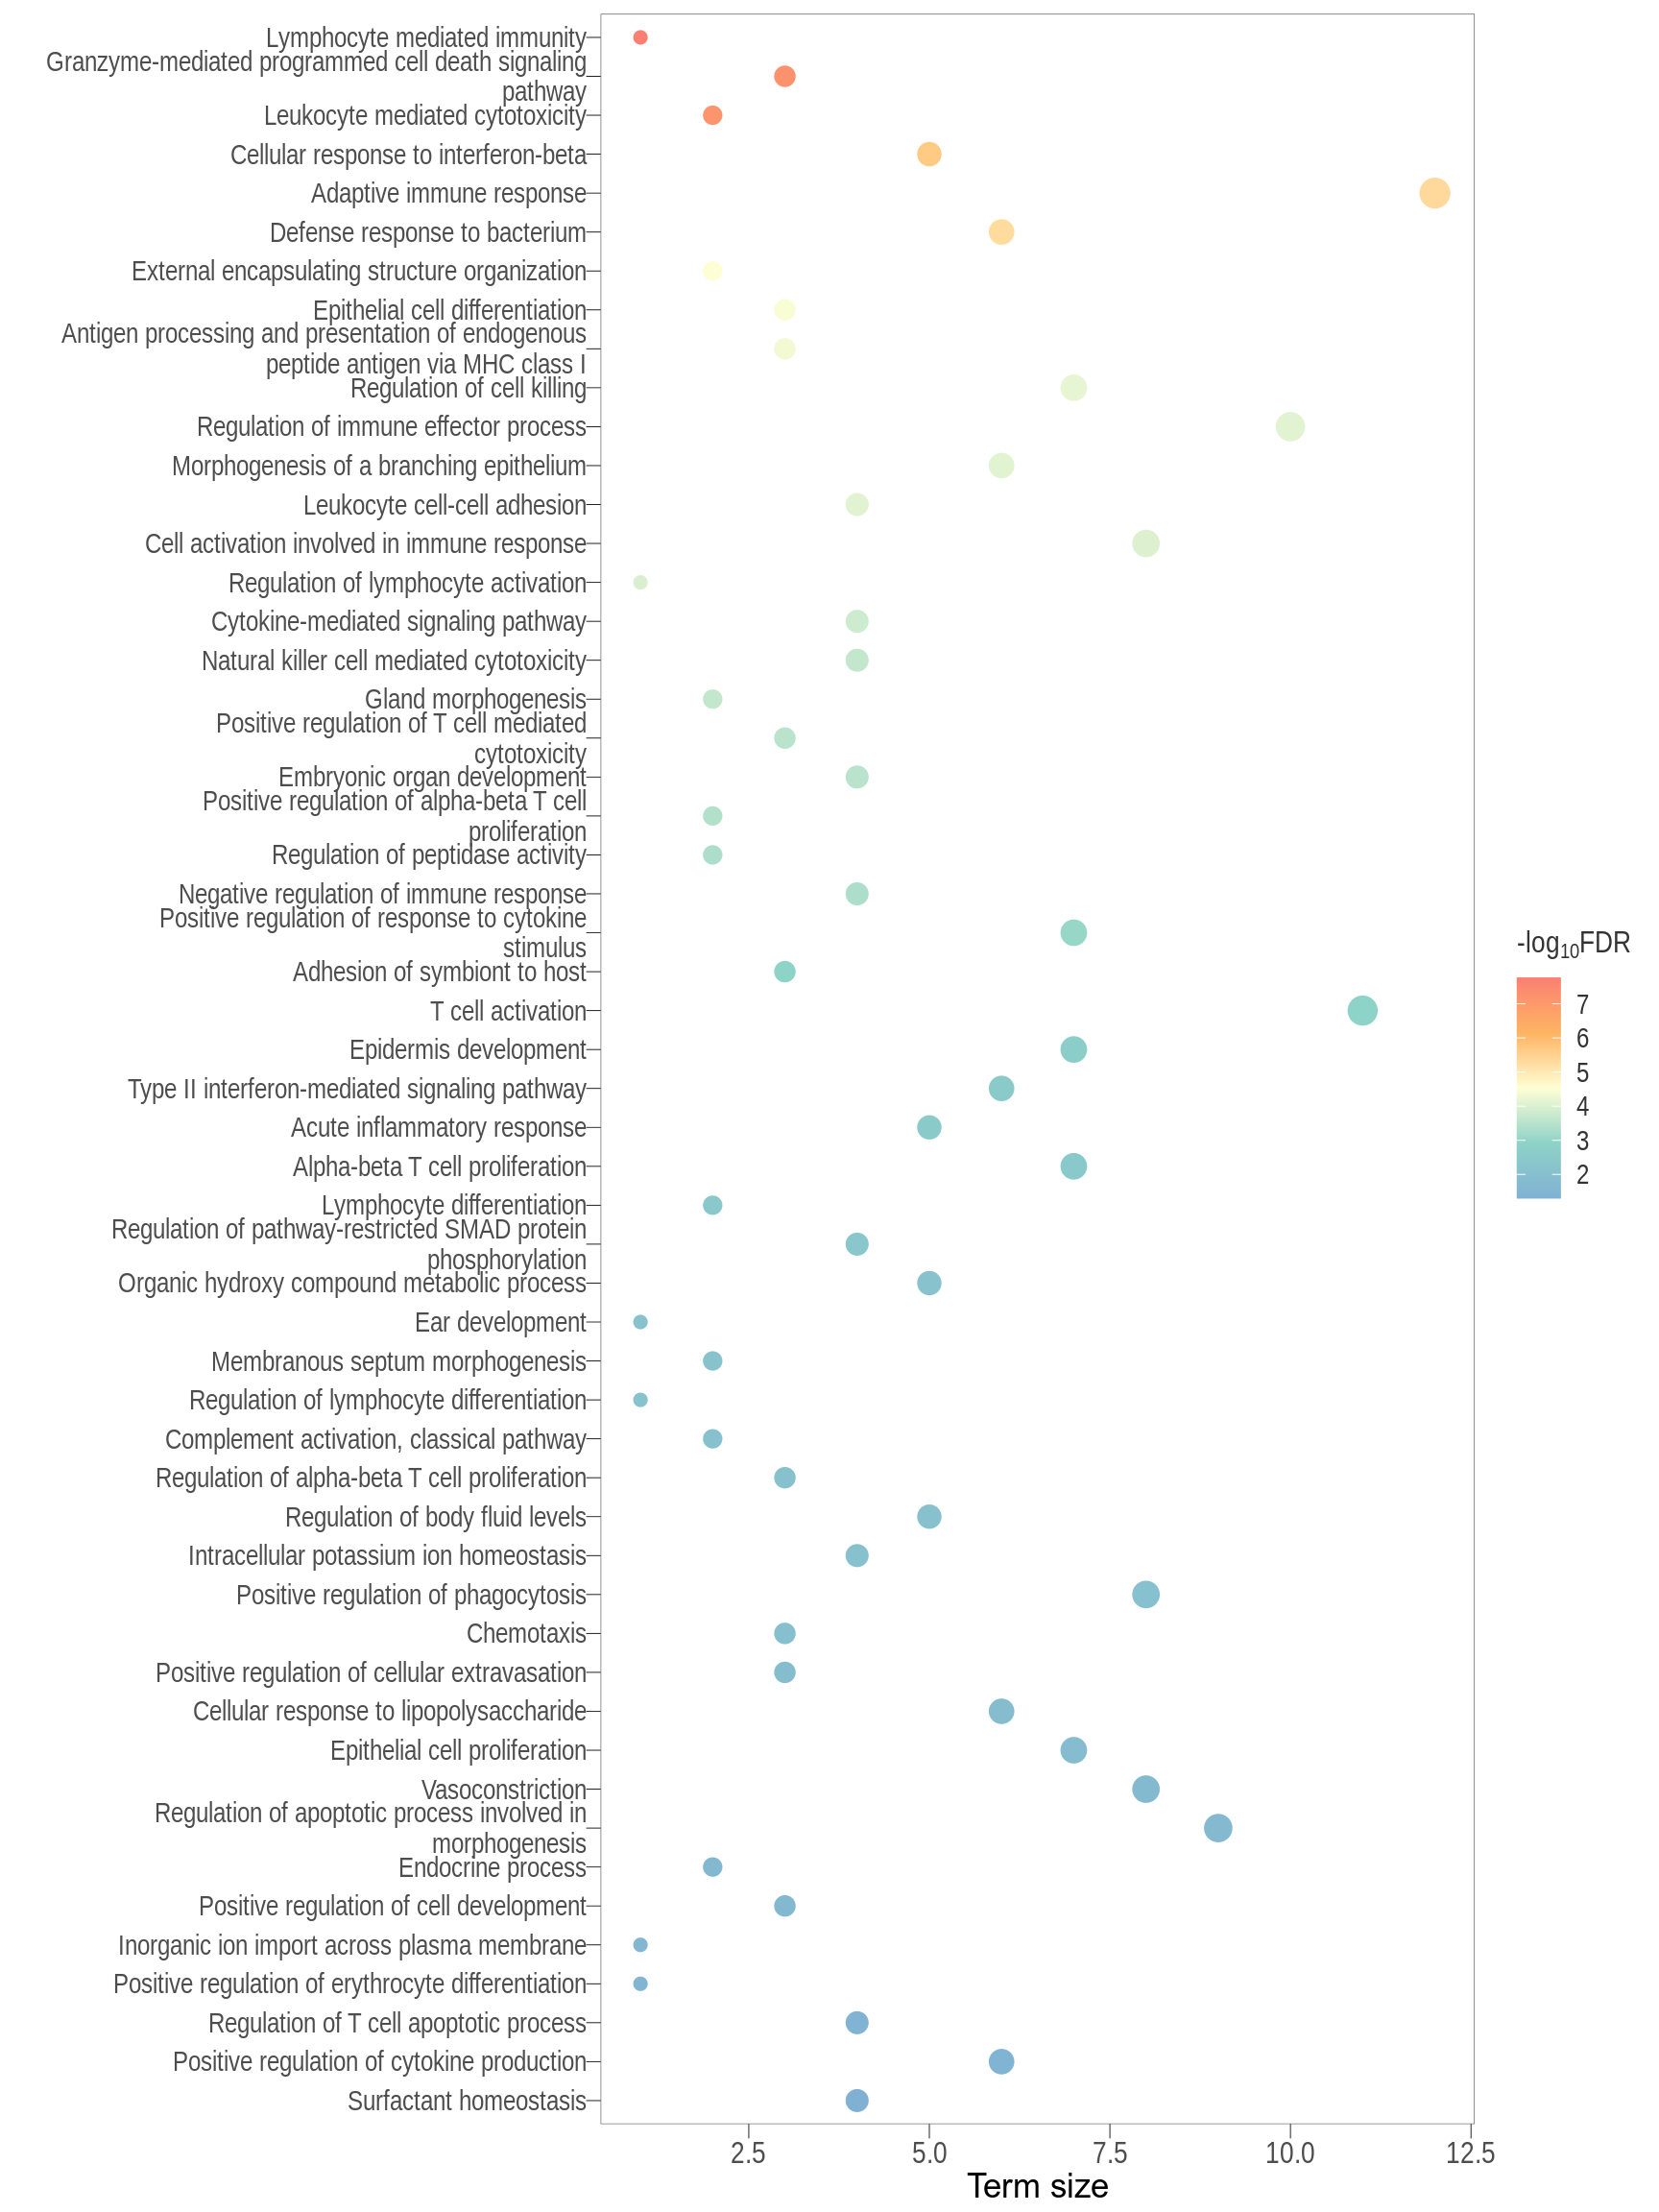 Lymphocyte mediated immunity
Granzyme-mediated programmed cell death signaling
pathway
Leukocyte mediated cytotoxicity
Cellular response to interferon-beta
Adaptive immune response
Defense response to bacterium
External encapsulating structure organization
Epithelial cell differentiation
Antigen processing and presentation of endogenous
peptide antigen via MHC class I
Regulation of cell killing
Regulation of immune effector process
Morphogenesis of a branching epithelium
Leukocyte cell-cell adhesion
Cell activation involved in immune response
Regulation of lymphocyte activation
Cytokine-mediated signaling pathway
Natural killer cell mediated cytotoxicity
Gland morphogenesis
Positive regulation of T cell mediated
cytotoxicity
Embryonic organ development
Positive regulation of alpha-beta T cell
proliferation
Regulation of peptidase activity
Negative regulation of immune response
Positive regulation of response to cytokine
stimulus
Adhesion of symbiont to host
T cell activation
Epidermis development
Type II interferon-mediated signaling pathway
Acute inflammatory response
Alpha-beta T cell proliferation
Lymphocyte differentiation
Regulation of pathway-restricted SMAD protein
phosphorylation
Organic hydroxy compound metabolic process
Ear development
Membranous septum morphogenesis
Regulation of lymphocyte differentiation
Complement activation, classical pathway
Regulation of alpha-beta T cell proliferation
Regulation of body fluid levels
Intracellular potassium ion homeostasis
Positive regulation of phagocytosis
Chemotaxis
Positive regulation of cellular extravasation
Cellular response to lipopolysaccharide
Epithelial cell proliferation
Vasoconstriction
Regulation of apoptotic process involved in
morphogenesis
Endocrine process
Positive regulation of cell development
Inorganic ion import across plasma membrane
Positive regulation of erythrocyte differentiation
Regulation of T cell apoptotic process
Positive regulation of cytokine production
Surfactant homeostasis
2.5 5.0 7.5 10.0 12.5
Term size
-log₁₀FDR
7
6
5
4
3
2